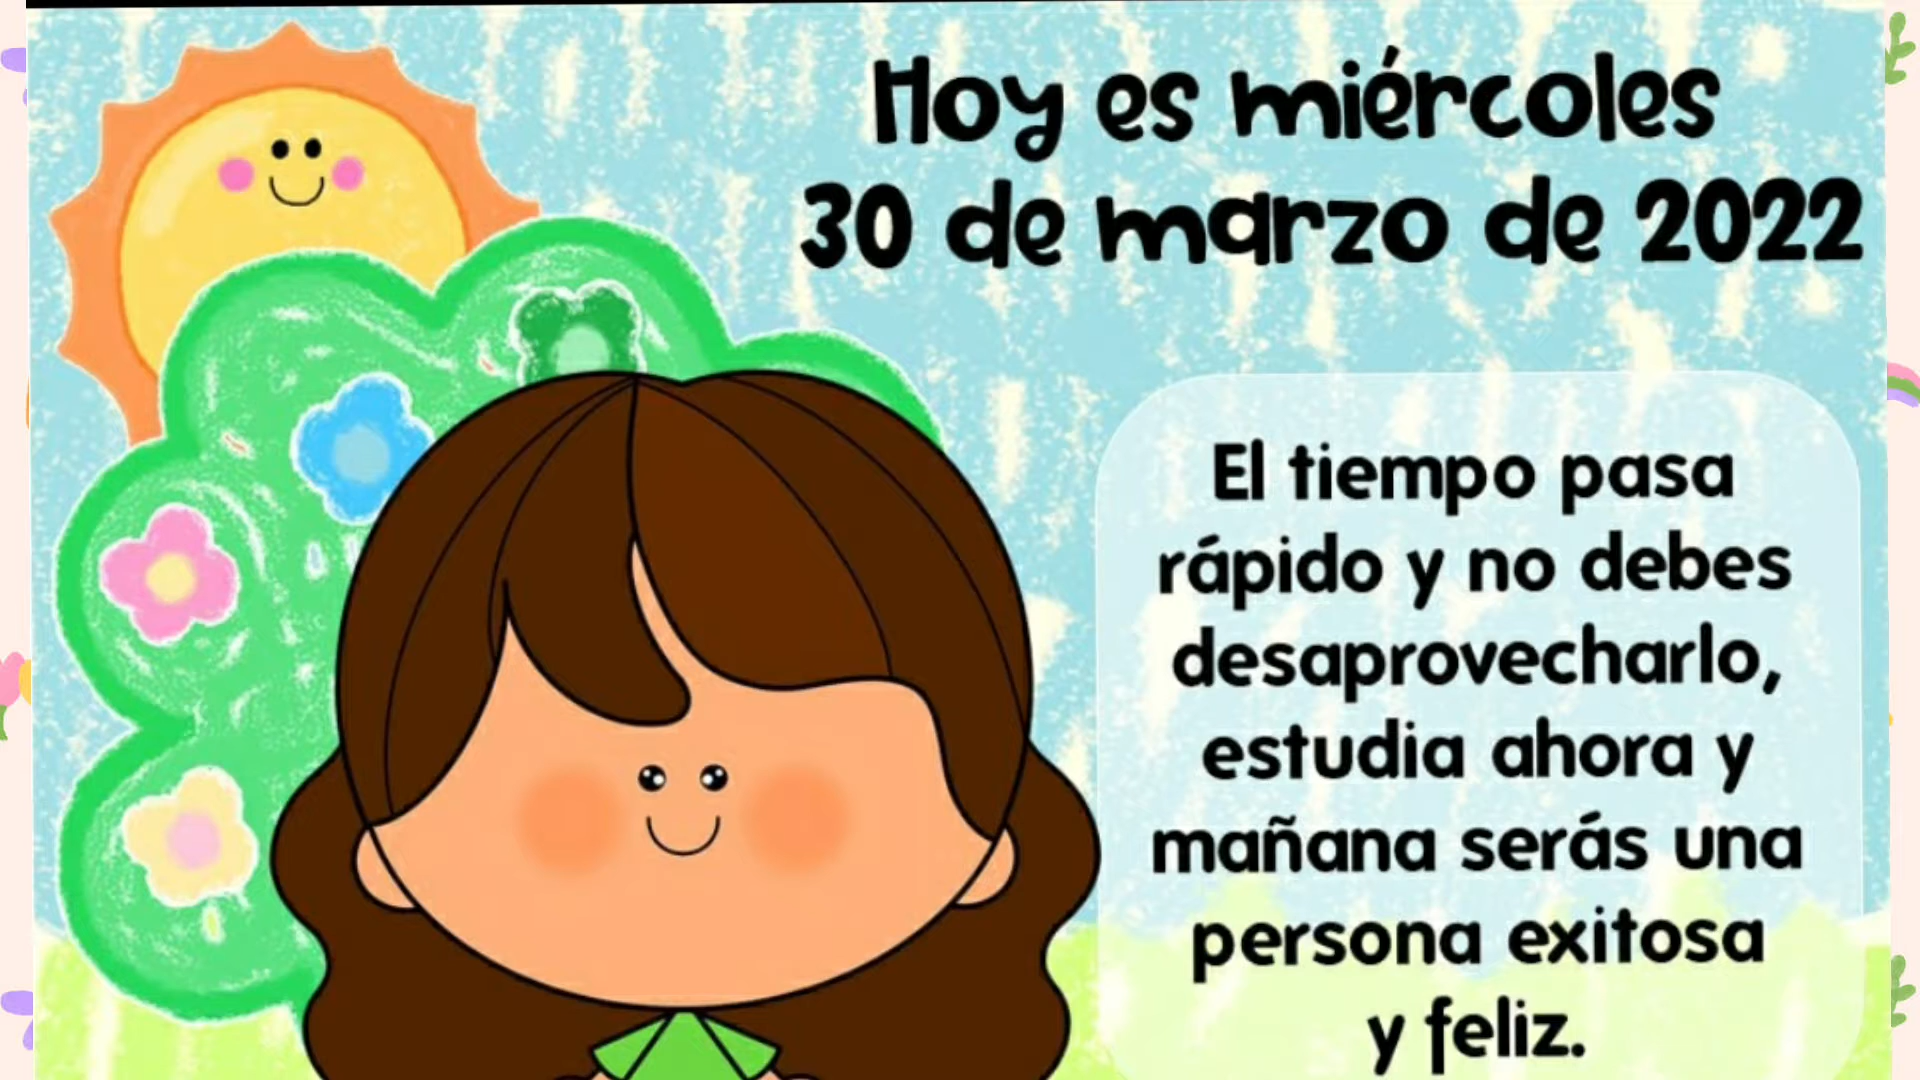 Hoy es miércoles
30 de marzo de 2022
El tiempo pasa
rápido y no debes
desaprovecharlo,
estudia ahora y
mañana serás una
persona exitosa
y feliz.